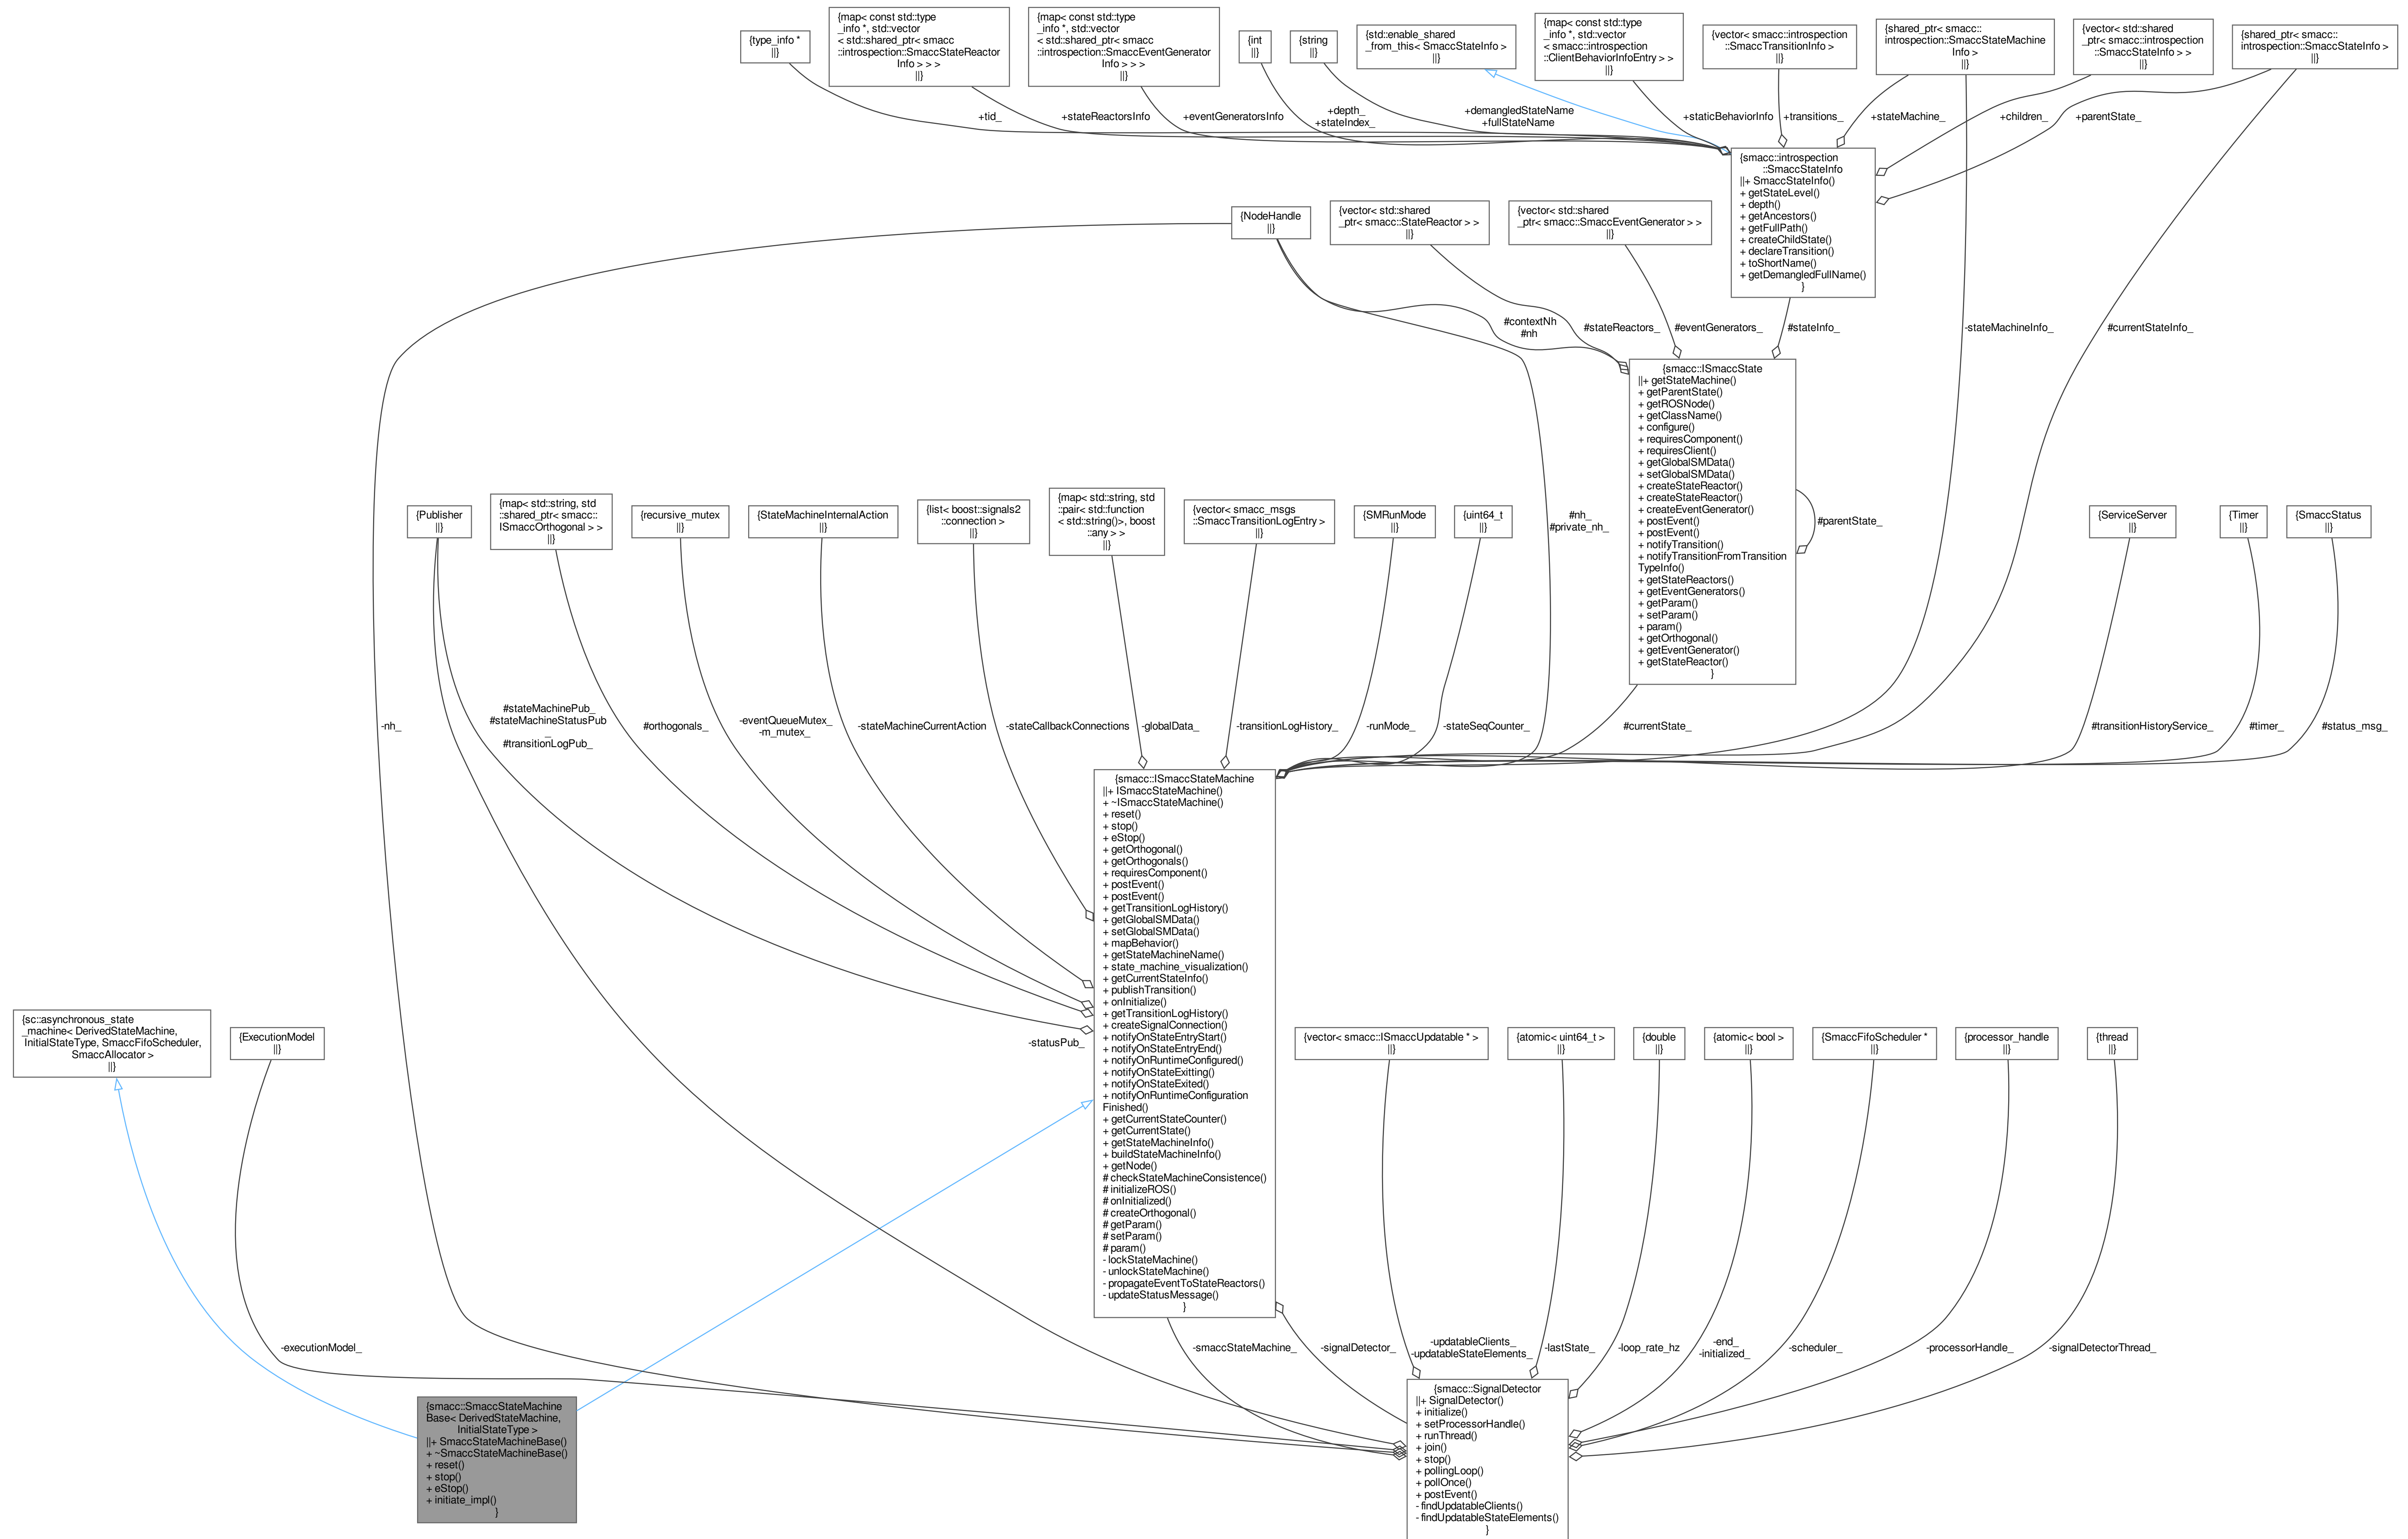 {type_info *
||}
{map< const std::type
_info *, std::vector
< std::shared_ptr< smacc
::introspection::SmaccStateReactor
Info > > >
||}
{map< const std::type
_info *, std::vector
< std::shared_ptr< smacc
::introspection::SmaccEventGenerator
Info > > >
||}
{int
||}
{string
||}
{std::enable_shared
_from_this< SmaccStateInfo >
||}
{map< const std::type
_info *, std::vector
< smacc::introspection
::ClientBehaviorInfoEntry > >
||}
{vector< smacc::introspection
::SmaccTransitionInfo >
||}
{shared_ptr< smacc::
introspection::SmaccStateMachine
Info >
||}
{vector< std::shared
_ptr< smacc::introspection
::SmaccStateInfo > >
||}
{shared_ptr< smacc::
introspection::SmaccStateInfo >
||}
+tid_
+stateReactorsInfo
+eventGeneratorsInfo
+depth_
+stateIndex_
+demangledStateName
+fullStateName
+staticBehaviorInfo
+transitions_
+stateMachine_
+children_
+parentState_
{smacc::introspection
::SmaccStateInfo
||+ SmaccStateInfo()
+ getStateLevel()
+ depth()
+ getAncestors()
+ getFullPath()
+ createChildState()
+ declareTransition()
+ toShortName()
+ getDemangledFullName()
}
{NodeHandle
||}
{vector< std::shared
_ptr< smacc::StateReactor > >
||}
{vector< std::shared
_ptr< smacc::SmaccEventGenerator > >
||}
#contextNh
#nh
#stateReactors_
#eventGenerators_
#stateInfo_
-stateMachineInfo_
#currentStateInfo_
{smacc::ISmaccState
||+ getStateMachine()
+ getParentState()
+ getROSNode()
+ getClassName()
+ configure()
+ requiresComponent()
+ requiresClient()
+ getGlobalSMData()
+ setGlobalSMData()
+ createStateReactor()
+ createStateReactor()
+ createEventGenerator()
+ postEvent()
+ postEvent()
+ notifyTransition()
+ notifyTransitionFromTransition
TypeInfo()
+ getStateReactors()
+ getEventGenerators()
+ getParam()
+ setParam()
+ param()
+ getOrthogonal()
+ getEventGenerator()
+ getStateReactor()
}
#parentState_
{Publisher
||}
{map< std::string, std
::shared_ptr< smacc::
ISmaccOrthogonal > >
||}
{recursive_mutex
||}
{StateMachineInternalAction
||}
{list< boost::signals2
::connection >
||}
{map< std::string, std
::pair< std::function
< std::string()>, boost
::any > >
||}
{vector< smacc_msgs
::SmaccTransitionLogEntry >
||}
{SMRunMode
||}
{uint64_t
||}
#nh_
#private_nh_
{ServiceServer
||}
{Timer
||}
{SmaccStatus
||}
-nh_
#stateMachinePub_
#stateMachineStatusPub
_
#transitionLogPub_
#orthogonals_
-eventQueueMutex_
-m_mutex_
-stateMachineCurrentAction
-stateCallbackConnections
-globalData_
-transitionLogHistory_
-runMode_
-stateSeqCounter_
#currentState_
#transitionHistoryService_
#timer_
#status_msg_
{smacc::ISmaccStateMachine
||+ ISmaccStateMachine()
+ ~ISmaccStateMachine()
+ reset()
+ stop()
+ eStop()
+ getOrthogonal()
+ getOrthogonals()
+ requiresComponent()
+ postEvent()
+ postEvent()
+ getTransitionLogHistory()
+ getGlobalSMData()
+ setGlobalSMData()
+ mapBehavior()
+ getStateMachineName()
+ state_machine_visualization()
+ getCurrentStateInfo()
+ publishTransition()
+ onInitialize()
+ getTransitionLogHistory()
+ createSignalConnection()
+ notifyOnStateEntryStart()
+ notifyOnStateEntryEnd()
+ notifyOnRuntimeConfigured()
+ notifyOnStateExitting()
+ notifyOnStateExited()
+ notifyOnRuntimeConfiguration
Finished()
+ getCurrentStateCounter()
+ getCurrentState()
+ getStateMachineInfo()
+ buildStateMachineInfo()
+ getNode()
# checkStateMachineConsistence()
# initializeROS()
# onInitialized()
# createOrthogonal()
# getParam()
# setParam()
# param()
- lockStateMachine()
- unlockStateMachine()
- propagateEventToStateReactors()
- updateStatusMessage()
}
{sc::asynchronous_state
_machine< DerivedStateMachine,
InitialStateType, SmaccFifoScheduler,
SmaccAllocator >
||}
{ExecutionModel
||}
-statusPub_
{vector< smacc::ISmaccUpdatable * >
||}
{atomic< uint64_t >
||}
{double
||}
{atomic< bool >
||}
{SmaccFifoScheduler *
||}
{processor_handle
||}
{thread
||}
-executionModel_
-smaccStateMachine_
-signalDetector_
-updatableClients_
-updatableStateElements_
-lastState_
-loop_rate_hz
-end_
-initialized_
-scheduler_
-processorHandle_
-signalDetectorThread_
{smacc::SmaccStateMachine
Base< DerivedStateMachine,
InitialStateType >
||+ SmaccStateMachineBase()
+ ~SmaccStateMachineBase()
+ reset()
+ stop()
+ eStop()
+ initiate_impl()
}
{smacc::SignalDetector
||+ SignalDetector()
+ initialize()
+ setProcessorHandle()
+ runThread()
+ join()
+ stop()
+ pollingLoop()
+ pollOnce()
+ postEvent()
- findUpdatableClients()
- findUpdatableStateElements()
}